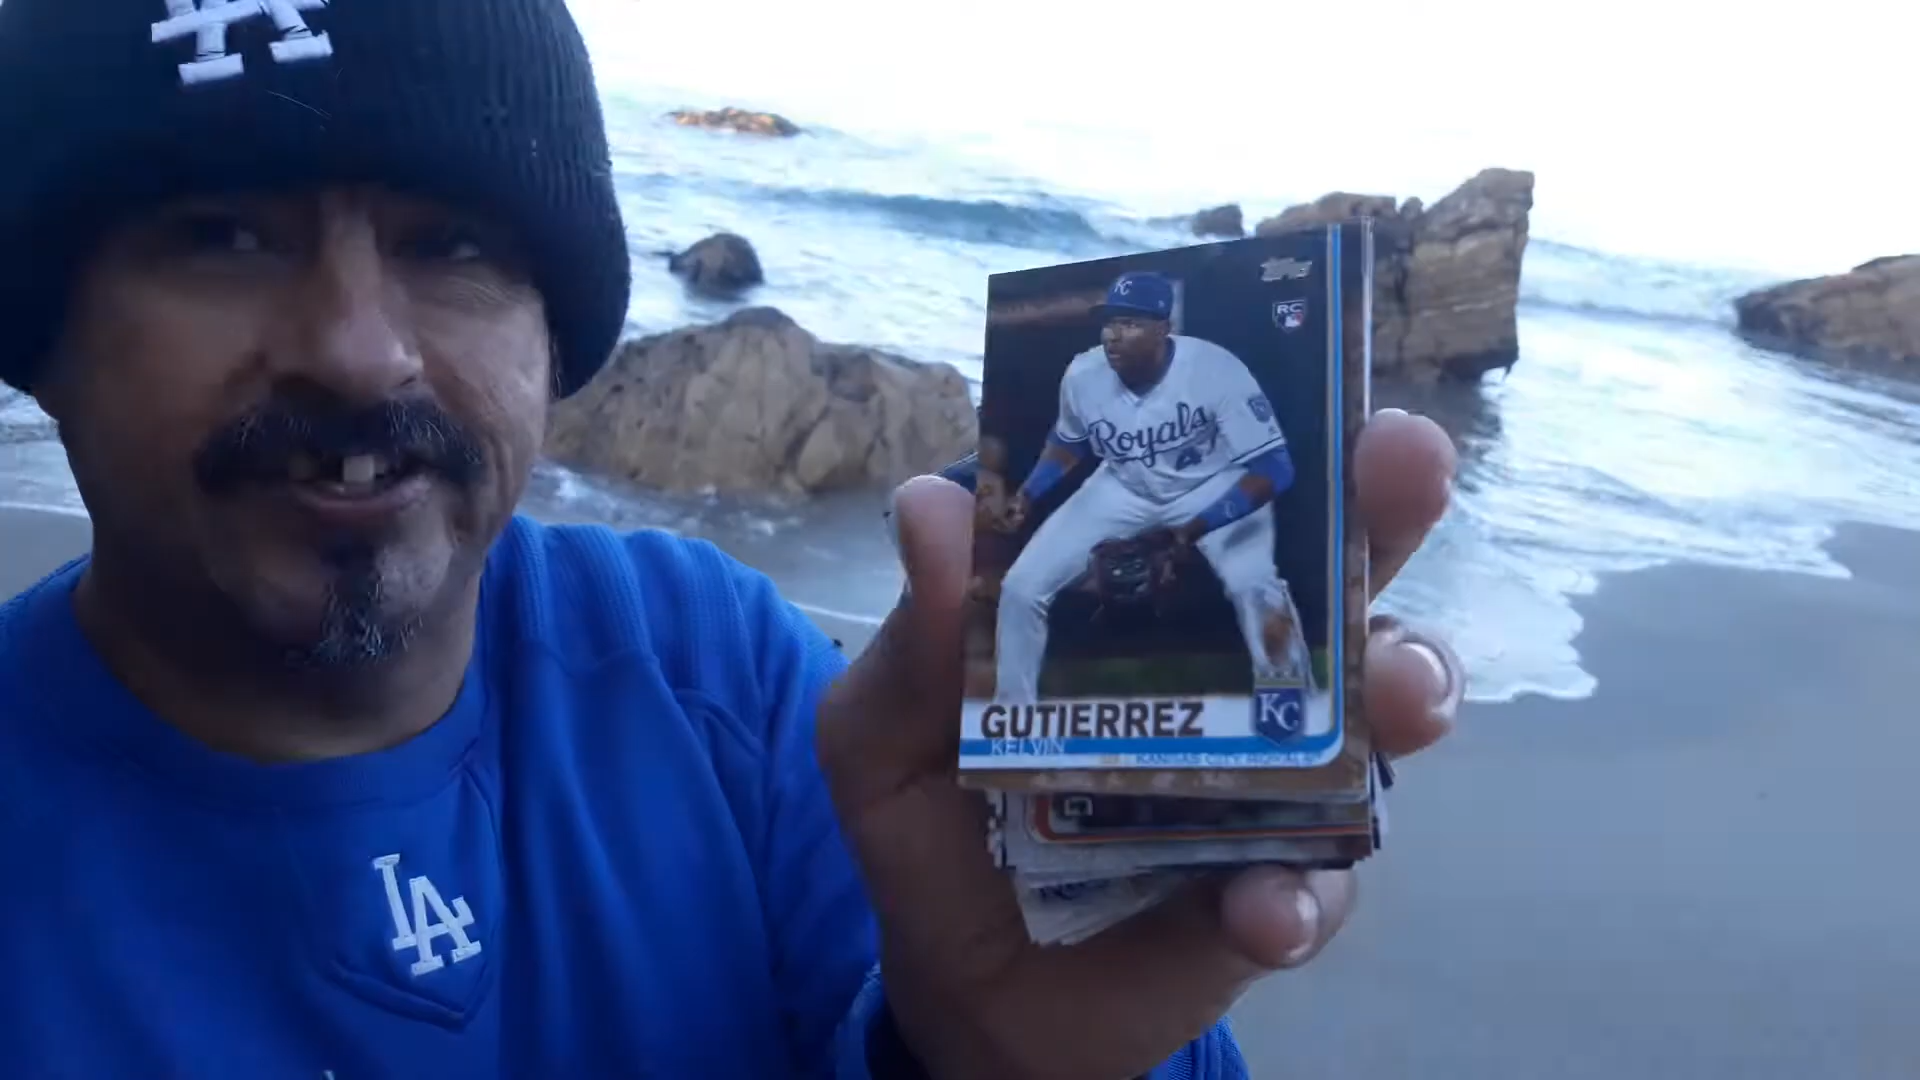 LA
topps
RC
KC
Royals
4
GUTIERREZ
KELVIN
KC
KANSAS CITY ROYALS
LA